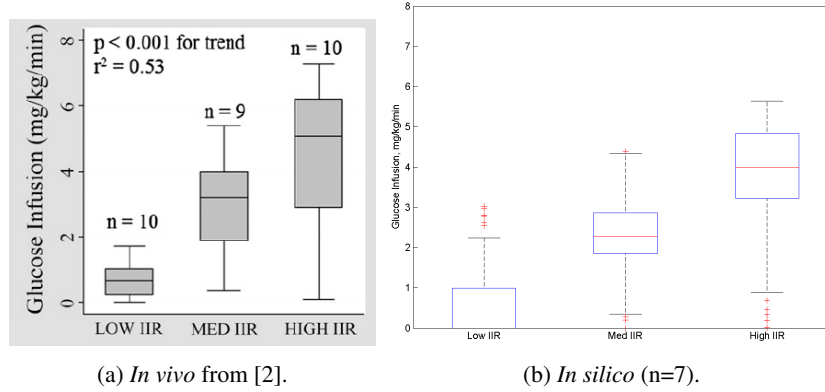 p < 0.001 for trend
r² = 0.53
n = 10
n = 9
n = 10
Glucose Infusion (mg/kg/min)
8
6
4
2
0
LOW IIR MED IIR HIGH IIR
(a) In vivo from [2].
Glucose Infusion, mg/kg/min
8
7
6
5
4
3
2
1
0
Low IIR Med IIR High IIR
(b) In silico (n=7).